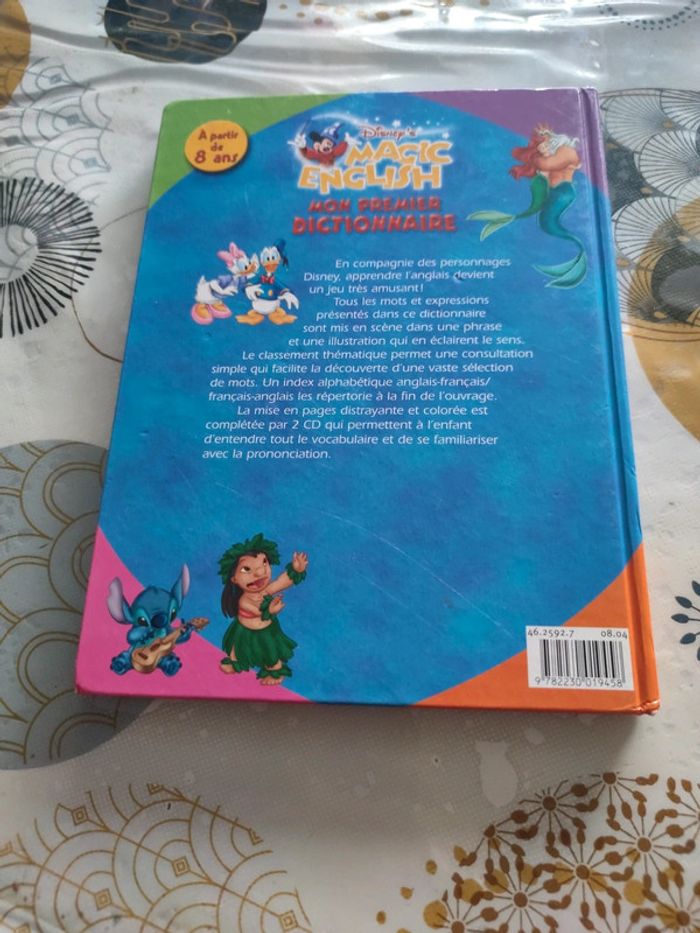 À partir
de
8 ans
Disney's
MAGIC
ENGLISH
MON PREMIER
DICTIONNAIRE
En compagnie des personnages
Disney, apprendre l'anglais devient
un jeu très amusant !
Tous les mots et expressions
présentés dans ce dictionnaire
sont mis en scène dans une phrase
et une illustration qui en éclairent le sens.
Le classement thématique permet une consultation
simple qui facilite la découverte d'une vaste sélection
de mots. Un index alphabétique anglais-français/
français-anglais les répertorie à la fin de l'ouvrage.
La mise en pages distrayante et colorée est
complétée par 2 CD qui permettent à l'enfant
d'entendre tout le vocabulaire et de se familiariser
avec la prononciation.
46.2592.7 08.04
9 782230 019458